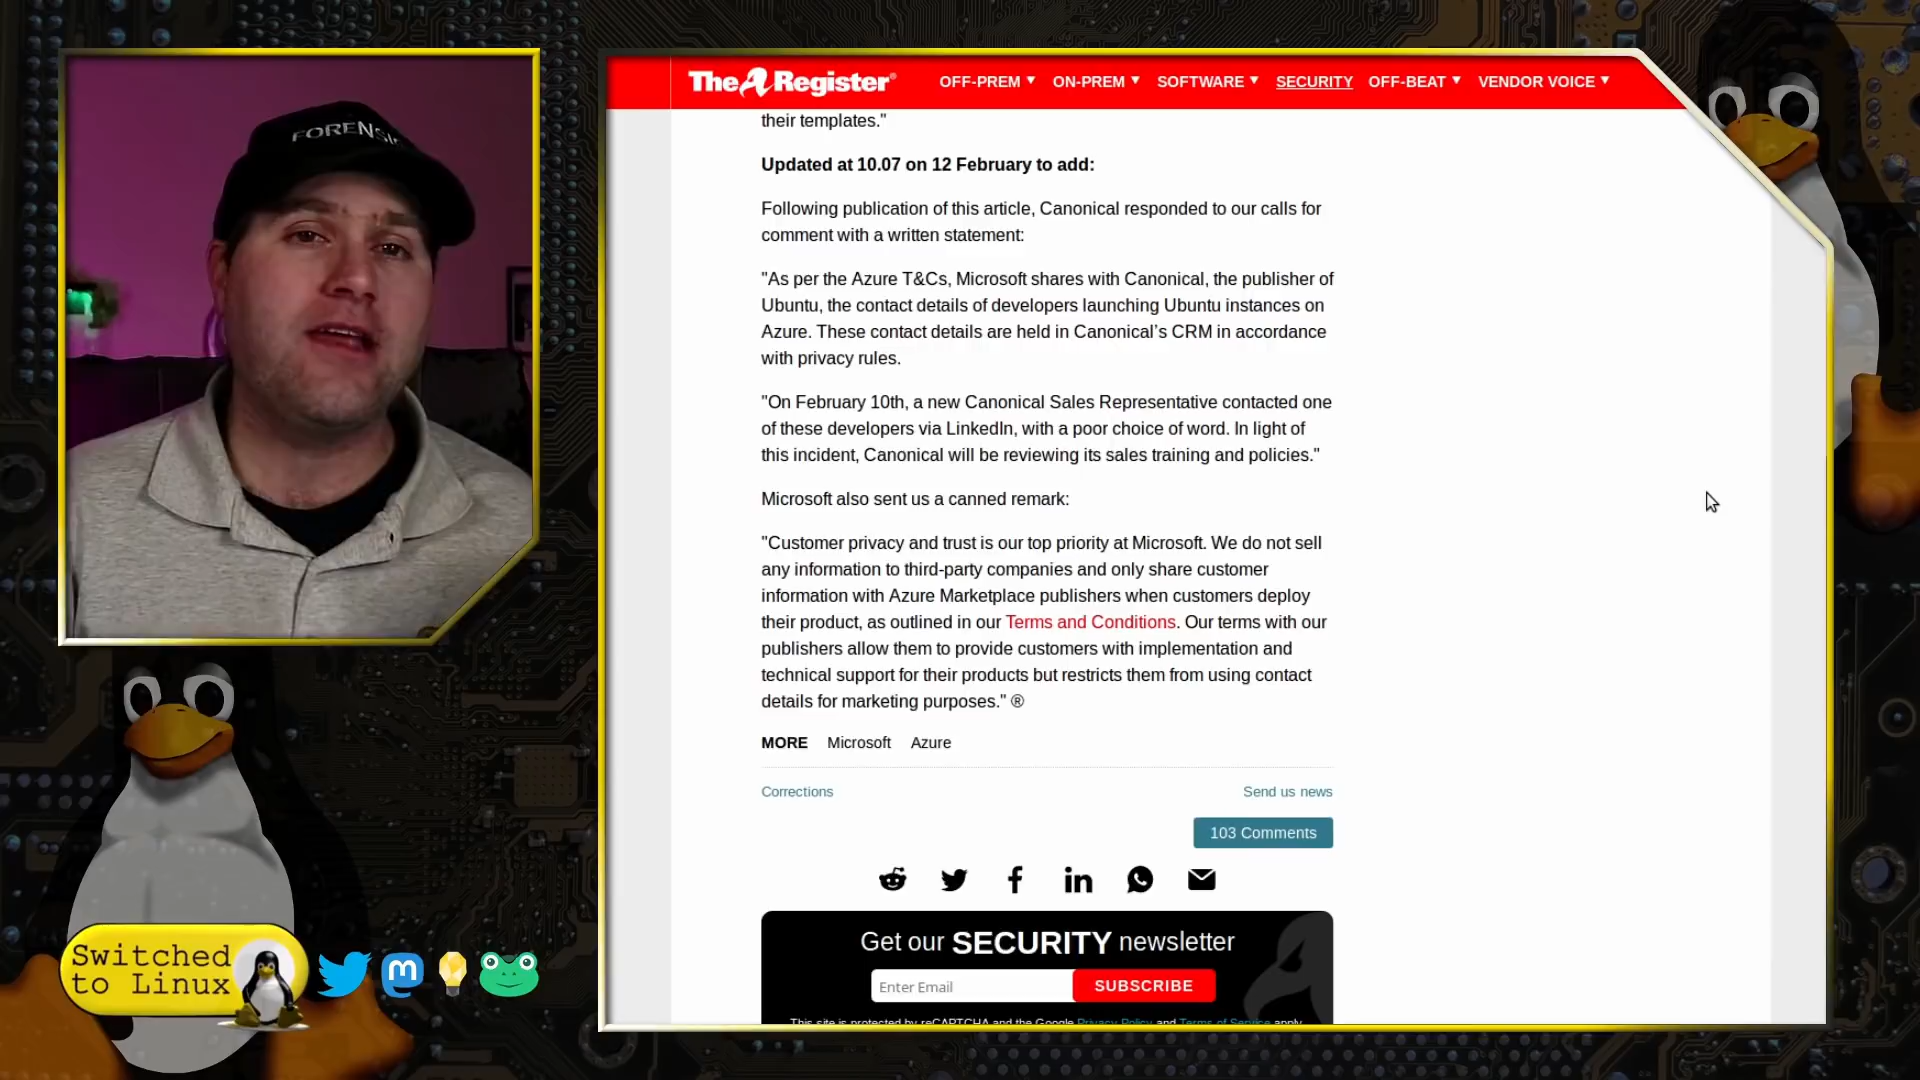 FORENSI
The Register®
OFF-PREM ON-PREM SOFTWARE SECURITY OFF-BEAT VENDOR VOICE
their templates."
Updated at 10.07 on 12 February to add:
Following publication of this article, Canonical responded to our calls for
comment with a written statement:
"As per the Azure T&Cs, Microsoft shares with Canonical, the publisher of
Ubuntu, the contact details of developers launching Ubuntu instances on
Azure. These contact details are held in Canonical’s CRM in accordance
with privacy rules.
"On February 10th, a new Canonical Sales Representative contacted one
of these developers via LinkedIn, with a poor choice of word. In light of
this incident, Canonical will be reviewing its sales training and policies."
Microsoft also sent us a canned remark:
"Customer privacy and trust is our top priority at Microsoft. We do not sell
any information to third-party companies and only share customer
information with Azure Marketplace publishers when customers deploy
their product, as outlined in our Terms and Conditions. Our terms with our
publishers allow them to provide customers with implementation and
technical support for their products but restricts them from using contact
details for marketing purposes." ®
MORE Microsoft Azure
Corrections Send us news
103 Comments
Get our SECURITY newsletter
Enter Email SUBSCRIBE
This site is protected by reCAPTCHA and the Google Privacy Policy and Terms of Service apply.
Switched
to Linux